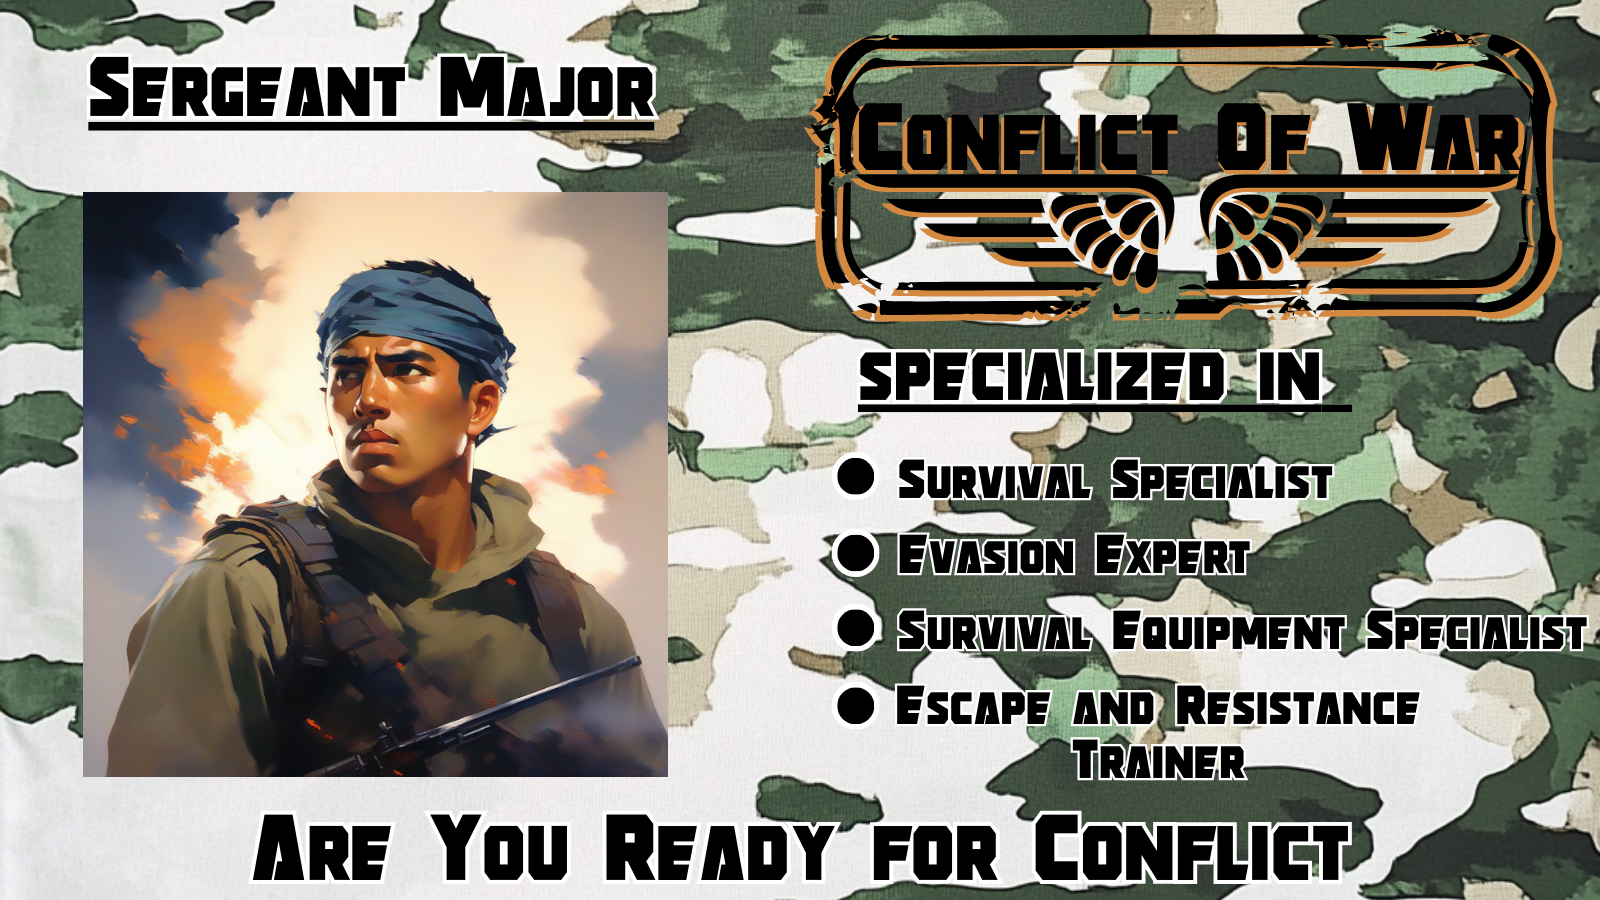 Sergeant Major
Conflict Of War
Specialized in
Survival Specialist
Evasion Expert
Survival Equipment Specialist
Escape and Resistance
Trainer
Are You Ready for Conflict